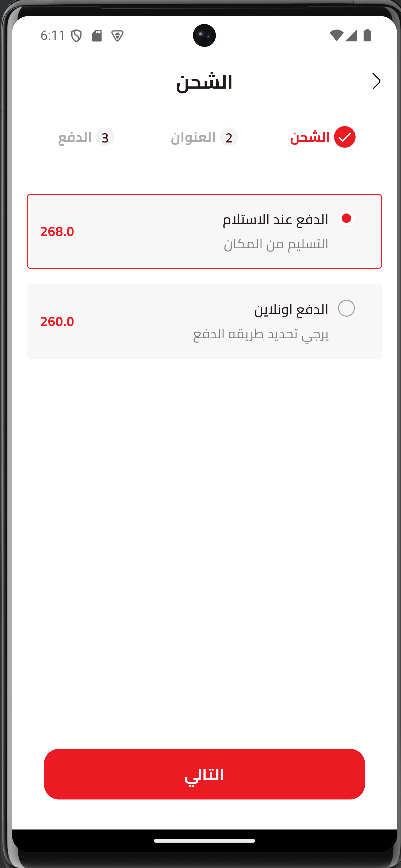 6:11
الشحن
الشحن
2 العنوان
3 الدفع
الدفع عند الاستلام
التسليم من المكان
268.0
الدفع اونلاين
يرجي تحديد طريقه الدفع
260.0
التالي